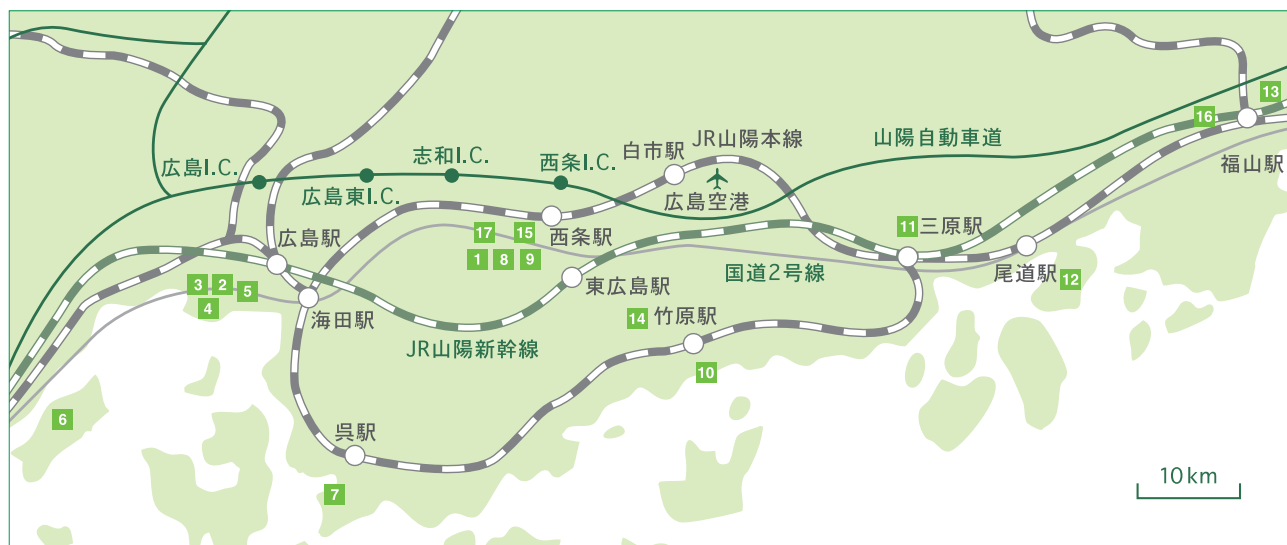 13
16
山陽自動車道
福山駅
JR山陽本線
白市駅
広島空港
志和I.C.
西条I.C.
広島I.C.
広島東I.C.
広島駅
17
15
西条駅
1
8
9
11
三原駅
尾道駅
12
国道2号線
東広島駅
3
2
5
4
海田駅
14
竹原駅
JR山陽新幹線
10
6
呉駅
7
10km